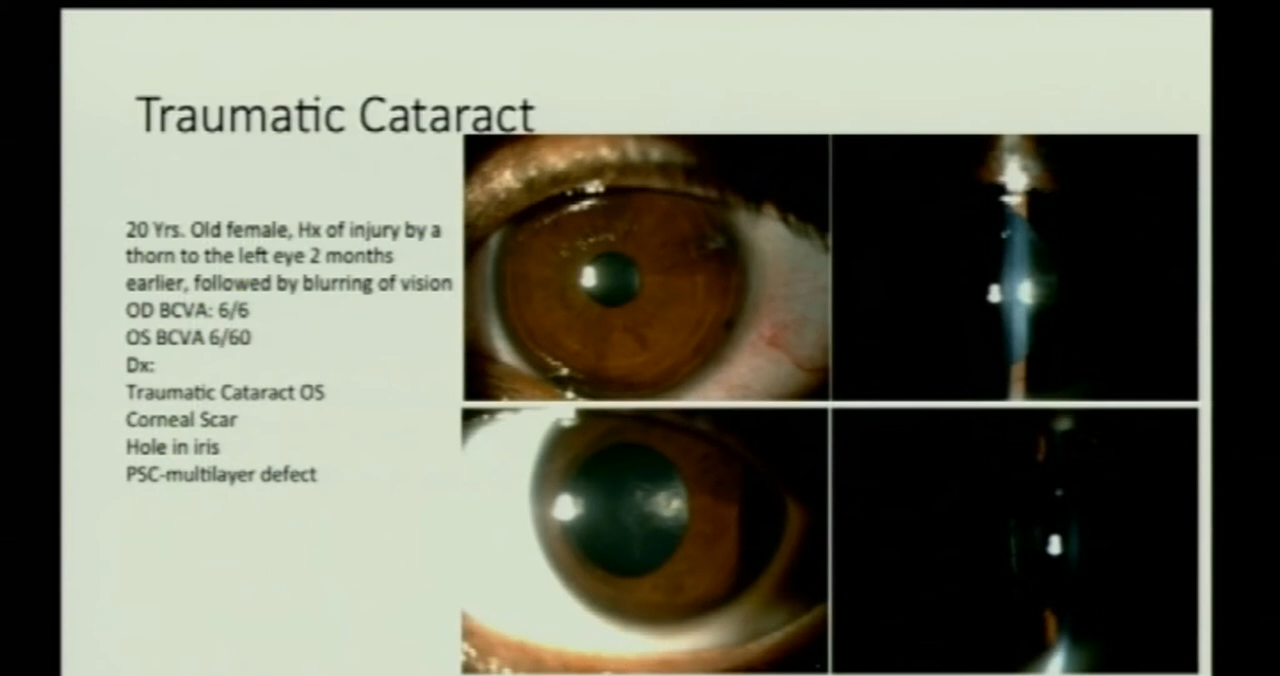 Traumatic Cataract
20 Yrs. Old female, Hx of injury by a
thorn to the left eye 2 months
earlier, followed by blurring of vision
OD BCVA: 6/6
OS BCVA 6/60
Dx:
Traumatic Cataract OS
Corneal Scar
Hole in iris
PSC-multilayer defect